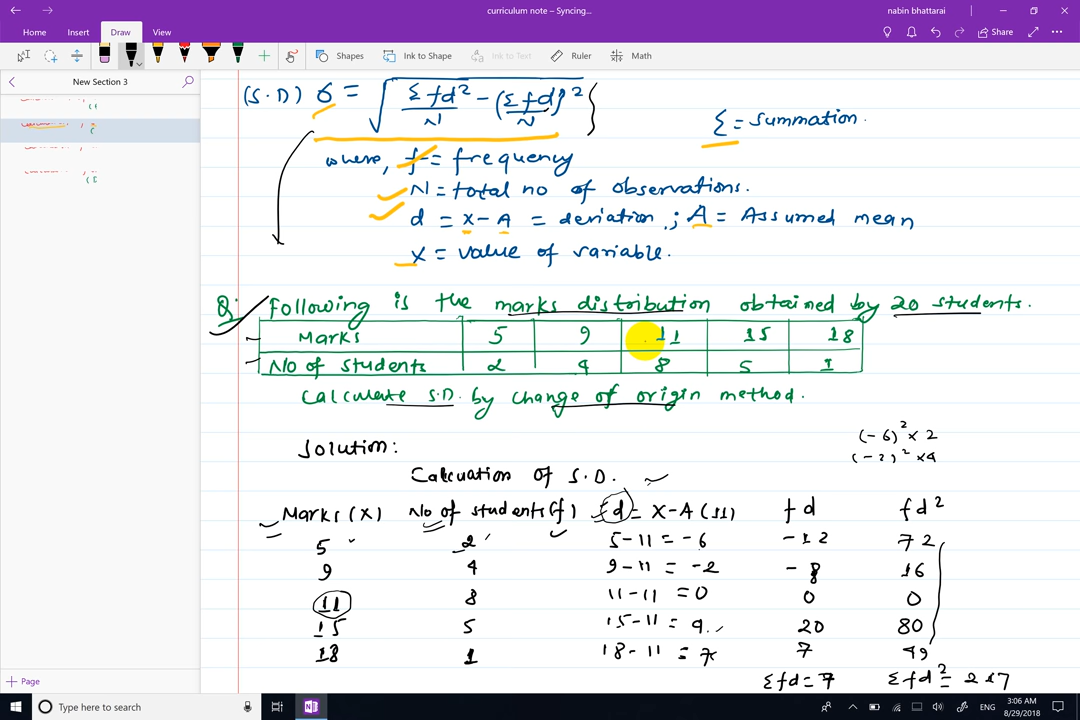 curriculum note – Syncing...
nabin bhattarai
Home Insert Draw View
Share
Shapes Ink to Shape Ink to Text Ruler Math
New Section 3
(S.D) σ = √ Σfd²/N − (Σfd/N)²
Σ = Summation.
where, f = frequency
N = total no of observations.
d = x − A = deviation ; A = Assumed mean
x = value of variable.
Q: Following is the marks distribution obtained by 20 students.
Marks 5 9 11 15 18
No of students 2 4 8 5 1
Calculate S.D. by change of origin method.
(-6)² × 2
(-2)² × 4
Solution:
Calculation of S.D.
Marks (X) No of students (f) d = X − A (11) fd fd²
5 2 5−11 = −6 −12 72
9 4 9−11 = −2 −8 16
11 8 11−11 = 0 0 0
15 5 15−11 = 4 20 80
18 1 18−11 = 7 7 49
Σfd = 7 Σfd² = 217
+ Page
Type here to search
ENG
3:06 AM
8/29/2018